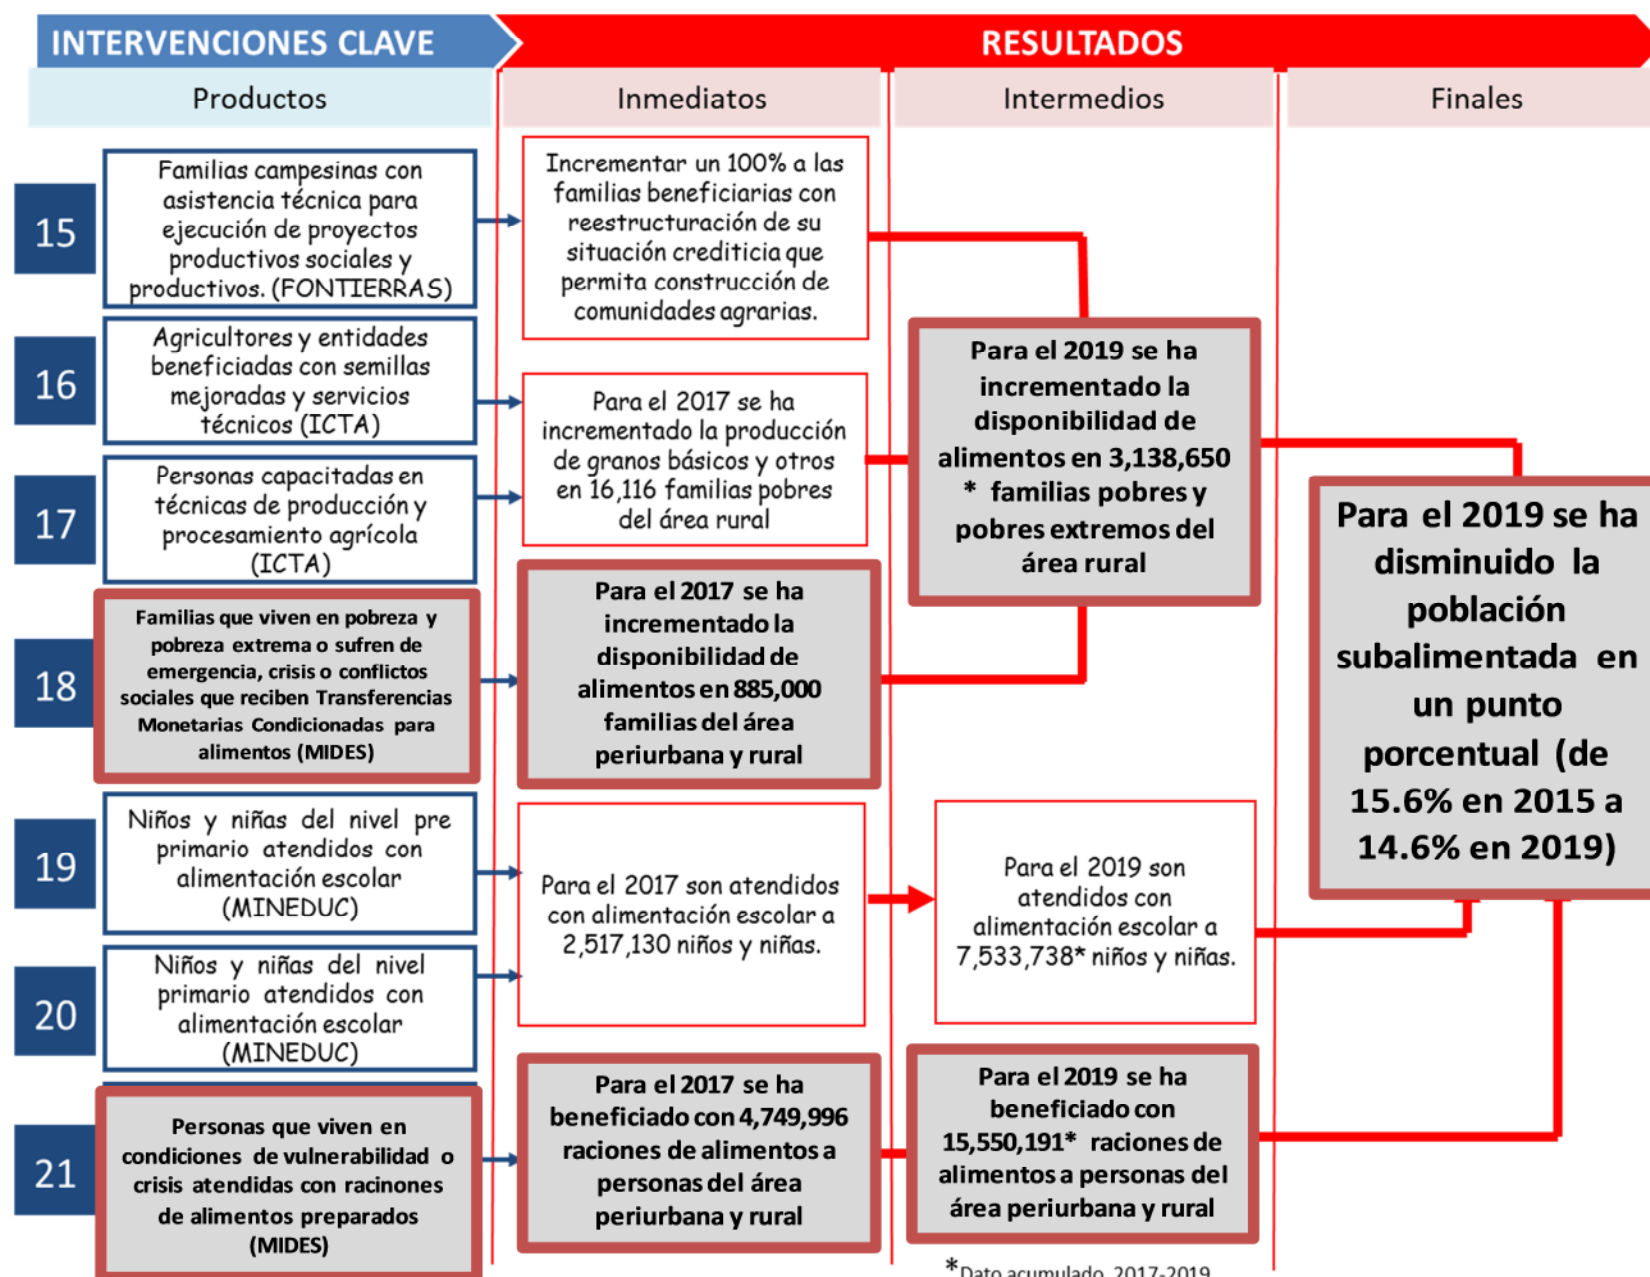 INTERVENCIONES CLAVE
RESULTADOS
Productos
Inmediatos
Intermedios
Finales
15
Familias campesinas con
asistencia técnica para
ejecución de proyectos
productivos sociales y
productivos. (FONTIERRAS)
16
Agricultores y entidades
beneficiadas con semillas
mejoradas y servicios
técnicos (ICTA)
17
Personas capacitadas en
técnicas de producción y
procesamiento agrícola
(ICTA)
18
Familias que viven en pobreza y
pobreza extrema o sufren de
emergencia, crisis o conflictos
sociales que reciben Transferencias
Monetarias Condicionadas para
alimentos (MIDES)
19
Niños y niñas del nivel pre
primario atendidos con
alimentación escolar
(MINEDUC)
20
Niños y niñas del nivel
primario atendidos con
alimentación escolar
(MINEDUC)
21
Personas que viven en
condiciones de vulnerabilidad o
crisis atendidas con racinones
de alimentos preparados
(MIDES)
Incrementar un 100% a las
familias beneficiarias con
reestructuración de su
situación crediticia que
permita construcción de
comunidades agrarias.
Para el 2017 se ha
incrementado la producción
de granos básicos y otros
en 16,116 familias pobres
del área rural
Para el 2017 se ha
incrementado la
disponibilidad de
alimentos en 885,000
familias del área
periurbana y rural
Para el 2017 son atendidos
con alimentación escolar a
2,517,130 niños y niñas.
Para el 2017 se ha
beneficiado con 4,749,996
raciones de alimentos a
personas del área
periurbana y rural
Para el 2019 se ha
incrementado la
disponibilidad de
alimentos en 3,138,650
* familias pobres y
pobres extremos del
área rural
Para el 2019 son
atendidos con
alimentación escolar a
7,533,738* niños y niñas.
Para el 2019 se ha
beneficiado con
15,550,191* raciones de
alimentos a personas del
área periurbana y rural
*Dato acumulado 2017-2019
Para el 2019 se ha
disminuido la
población
subalimentada en
un punto
porcentual (de
15.6% en 2015 a
14.6% en 2019)